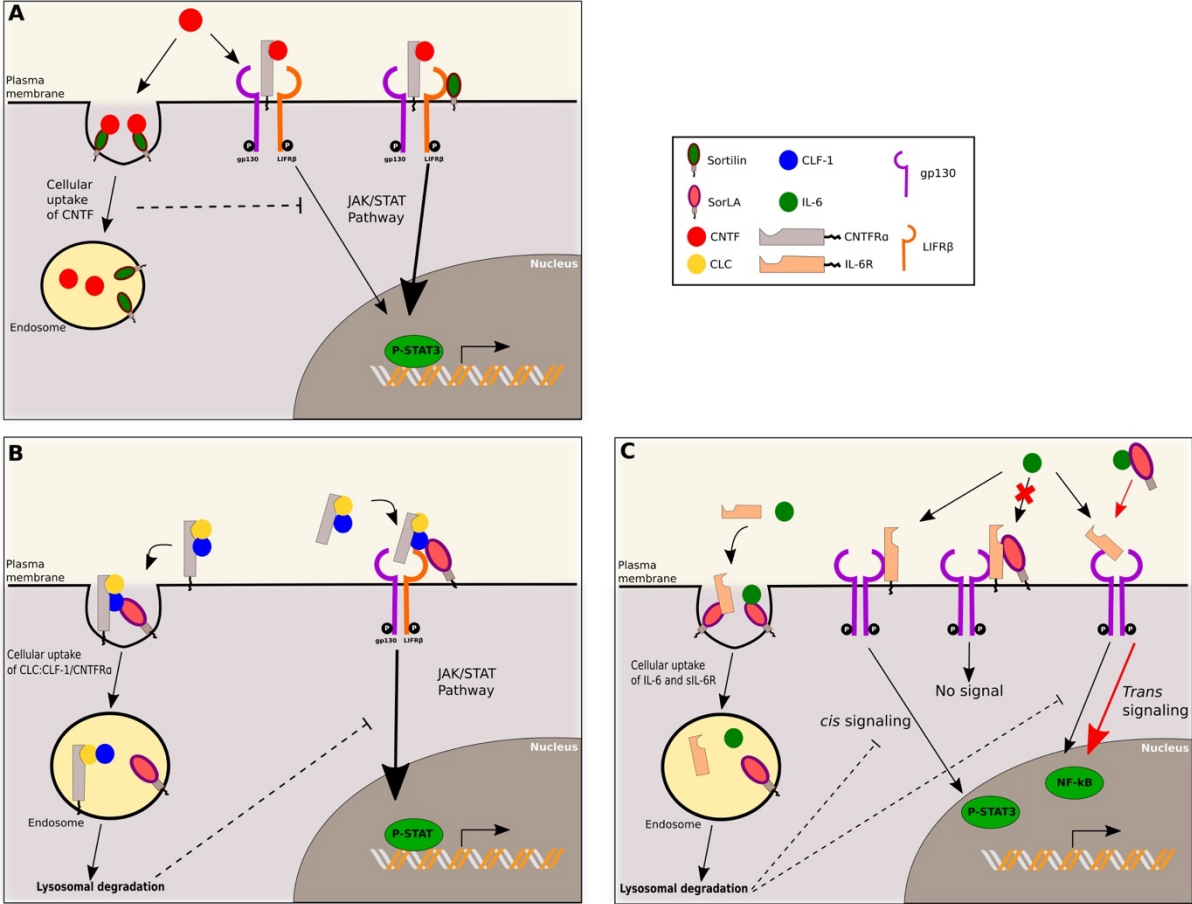 A
Plasma
membrane
P
P
gp130
LIFRβ
P
P
gp130
LIFRβ
Cellular
uptake
of CNTF
JAK/STAT
Pathway
Nucleus
Endosome
P-STAT3
Sortilin
CLF-1
gp130
SorLA
IL-6
CNTF
CNTFRα
LIFRβ
CLC
IL-6R
B
Plasma
membrane
P
P
gp130
LIFRβ
Cellular uptake
of CLC:CLF-1/CNTFRα
JAK/STAT
Pathway
Nucleus
Endosome
P-STAT
Lysosomal degradation
C
Plasma
membrane
P
P
P
P
P
P
Cellular uptake
of IL-6 and sIL-6R
No signal
Trans
signaling
cis signaling
Nucleus
NF-kB
P-STAT3
Endosome
Lysosomal degradation